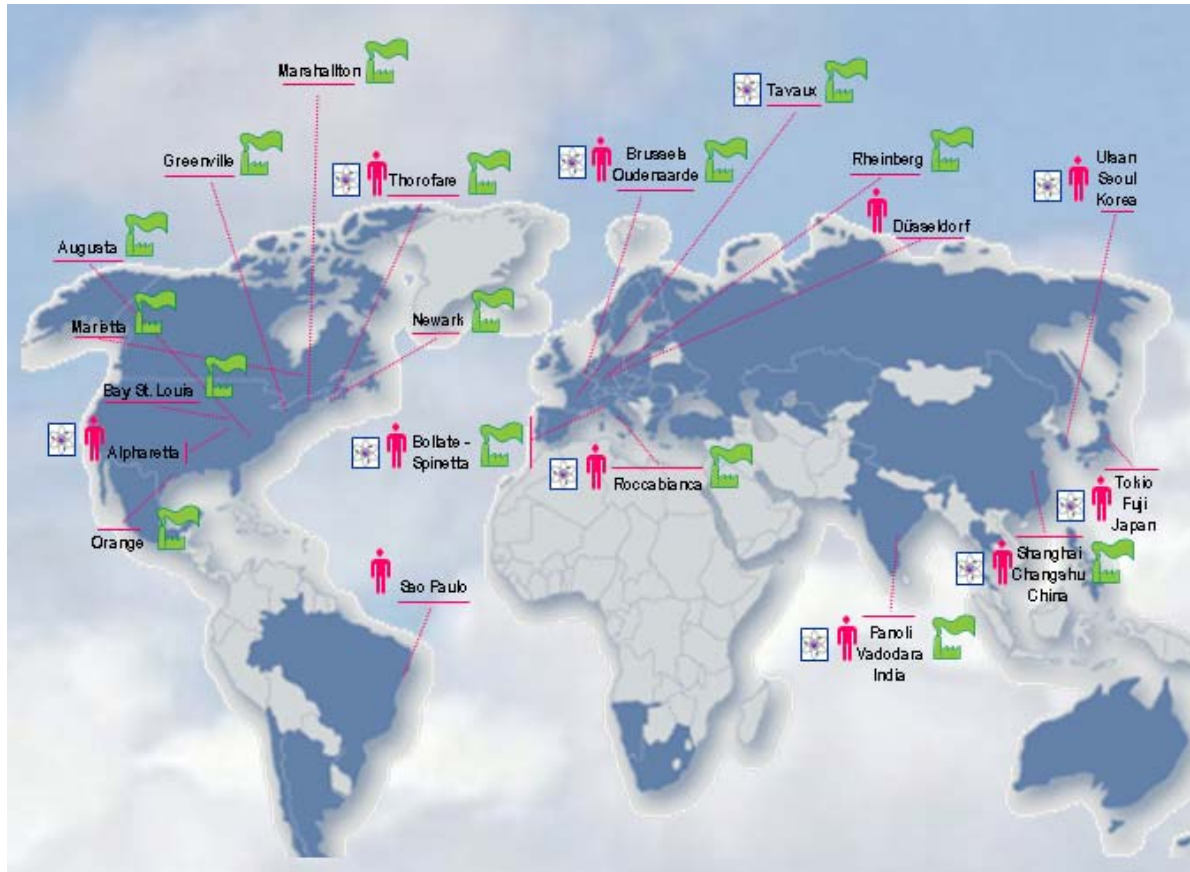 Marshallton
Tavaux
Greenville
Thorofare
Brussels
Oudenaarde
Rheinberg
Ulsan
Seoul
Korea
Düsseldorf
Augusta
Marietta
Newark
Bay St. Louis
Alpharetta
Bollate -
Spinetta
Roccabianca
Tokio
Fuji
Japan
Orange
Shanghai
Changshu
China
Sao Paulo
Panoli
Vadodara
India